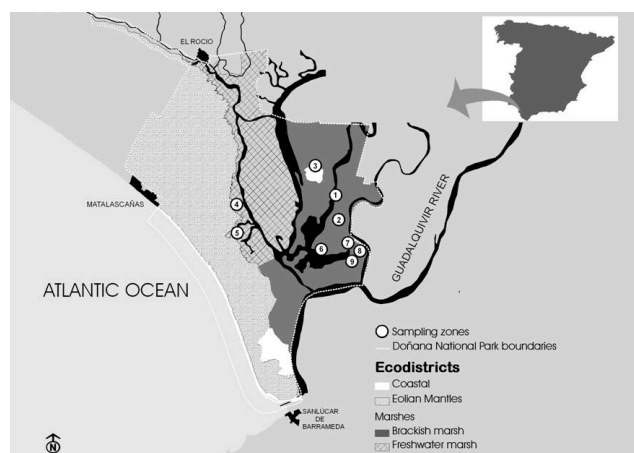 EL ROCIO
3
1
4
2
MATALASCAÑAS
5
6
7
8
9
GUADALQUIVIR RIVER
ATLANTIC OCEAN
Sampling zones
Doñana National Park boundaries
Ecodistricts
Coastal
Eolian Mantles
Marshes
Brackish marsh
Freshwater marsh
SANLÚCAR
DE
BARRAMEDA
N